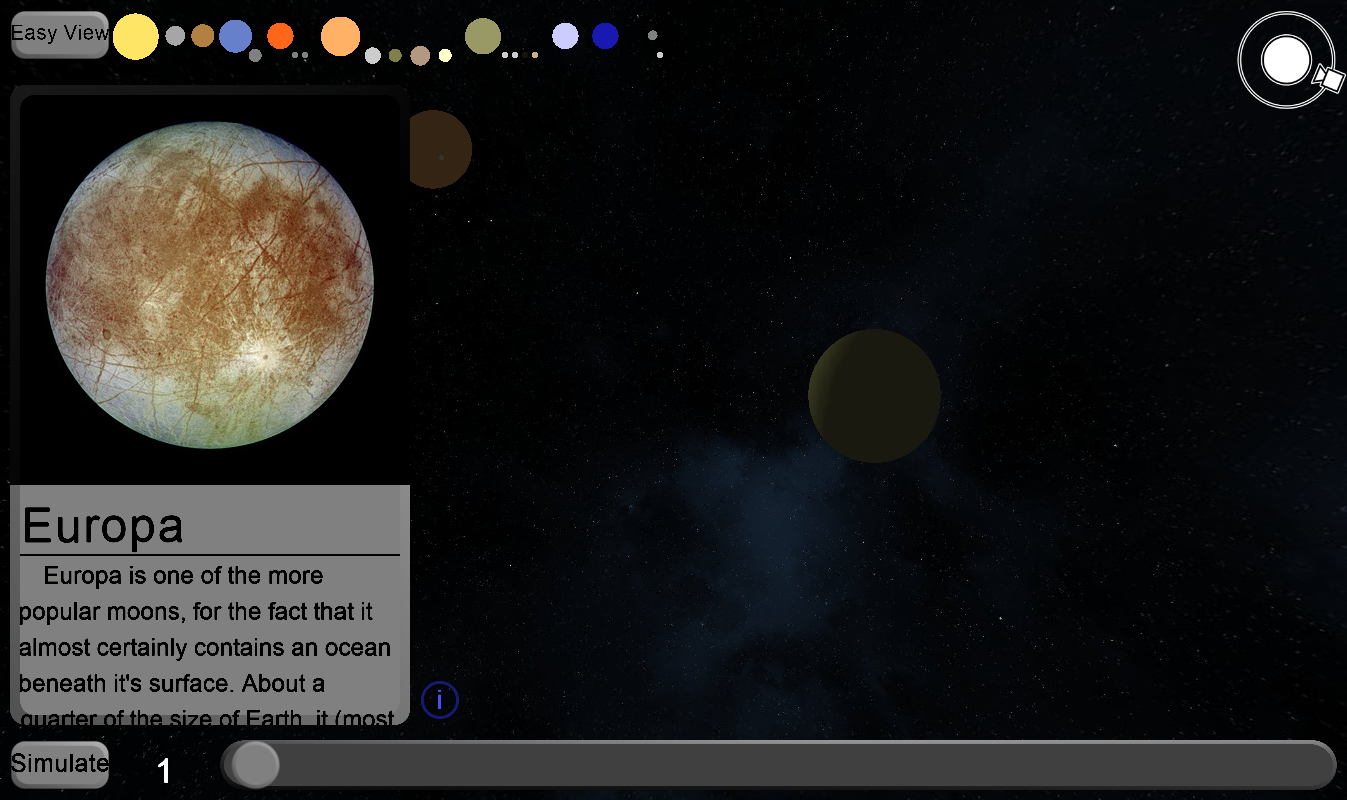 Easy View
Europa
Europa is one of the more
popular moons, for the fact that it
almost certainly contains an ocean
beneath it's surface. About a
quarter of the size of Earth, it (most
i
Simulate
1